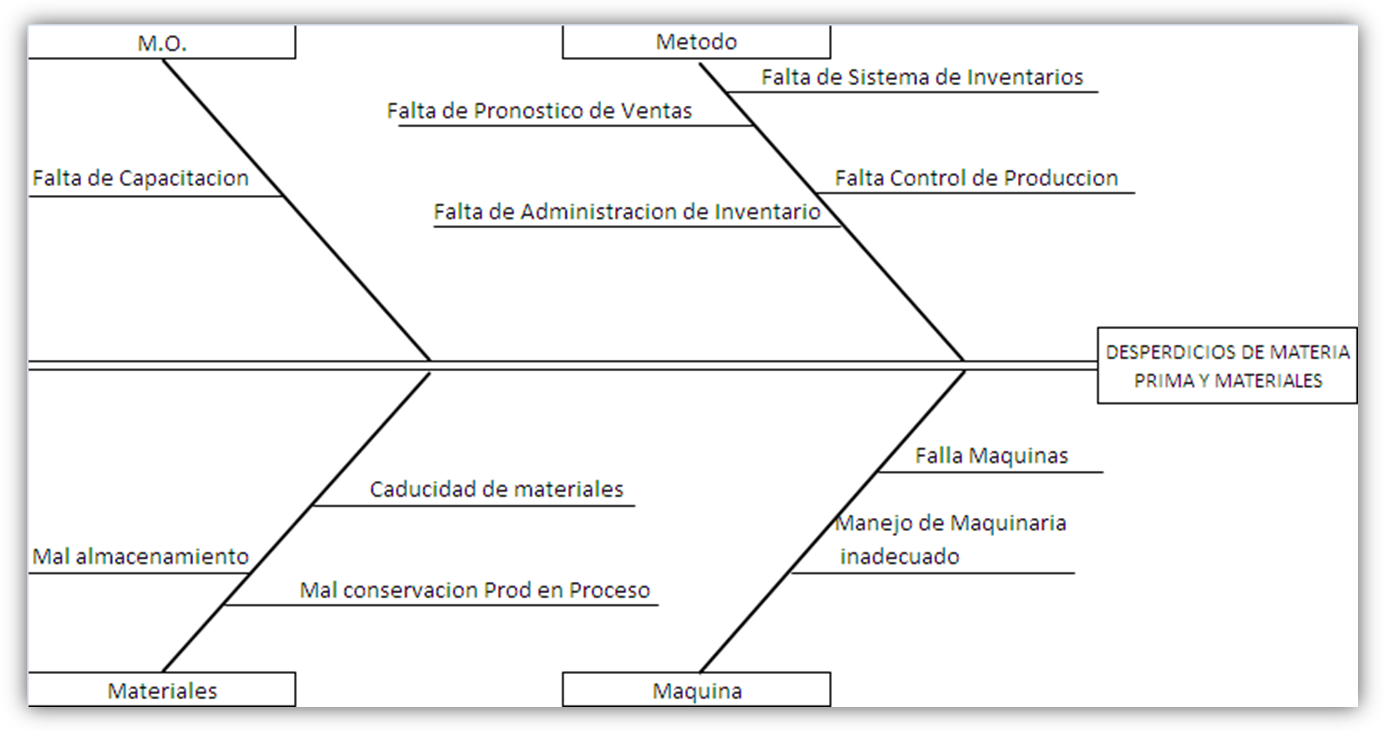 M.O.
Metodo
Falta de Sistema de Inventarios
Falta de Pronostico de Ventas
Falta de Capacitacion
Falta Control de Produccion
Falta de Administracion de Inventario
DESPERDICIOS DE MATERIA
PRIMA Y MATERIALES
Falla Maquinas
Caducidad de materiales
Manejo de Maquinaria
inadecuado
Mal almacenamiento
Mal conservacion Prod en Proceso
Materiales
Maquina